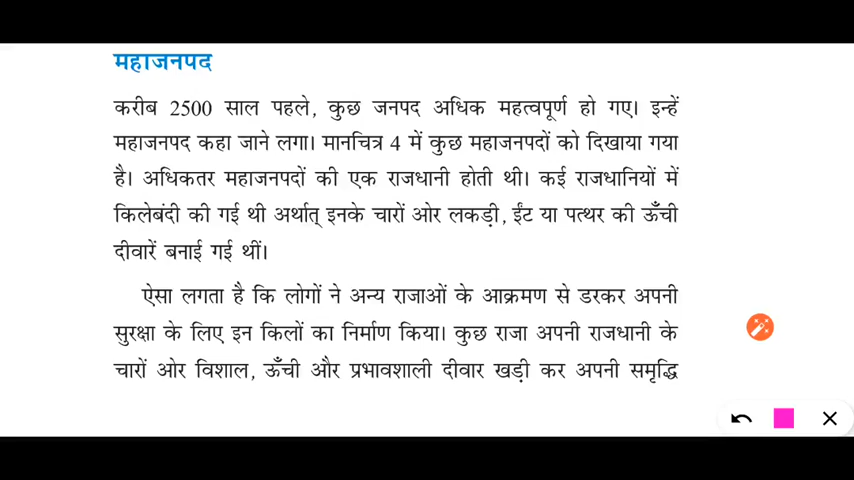 महाजनपद
करीब 2500 साल पहले, कुछ जनपद अधिक महत्वपूर्ण हो गए। इन्हें
महाजनपद कहा जाने लगा। मानचित्र 4 में कुछ महाजनपदों को दिखाया गया
है। अधिकतर महाजनपदों की एक राजधानी होती थी। कई राजधानियों में
किलेबंदी की गई थी अर्थात् इनके चारों ओर लकड़ी, ईंट या पत्थर की ऊँची
दीवारें बनाई गई थीं।
ऐसा लगता है कि लोगों ने अन्य राजाओं के आक्रमण से डरकर अपनी
सुरक्षा के लिए इन किलों का निर्माण किया। कुछ राजा अपनी राजधानी के
चारों ओर विशाल, ऊँची और प्रभावशाली दीवार खड़ी कर अपनी समृद्धि